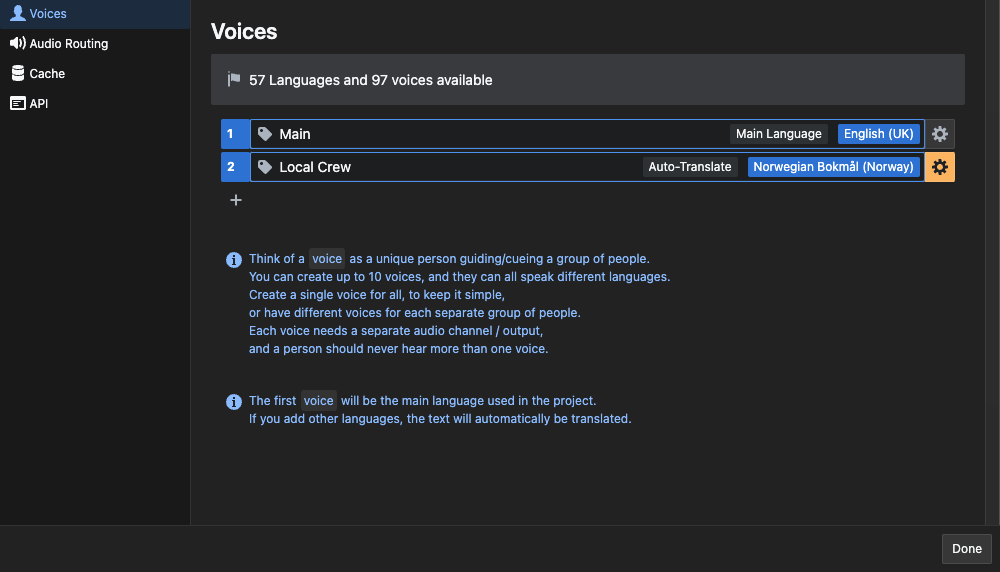 Voices
Audio Routing
Cache
API
Voices
57 Languages and 97 voices available
1 Main Main Language English (UK)
2 Local Crew Auto-Translate Norwegian Bokmål (Norway)
+
Think of a voice as a unique person guiding/cueing a group of people.
You can create up to 10 voices, and they can all speak different languages.
Create a single voice for all, to keep it simple,
or have different voices for each separate group of people.
Each voice needs a separate audio channel / output,
and a person should never hear more than one voice.
The first voice will be the main language used in the project.
If you add other languages, the text will automatically be translated.
Done